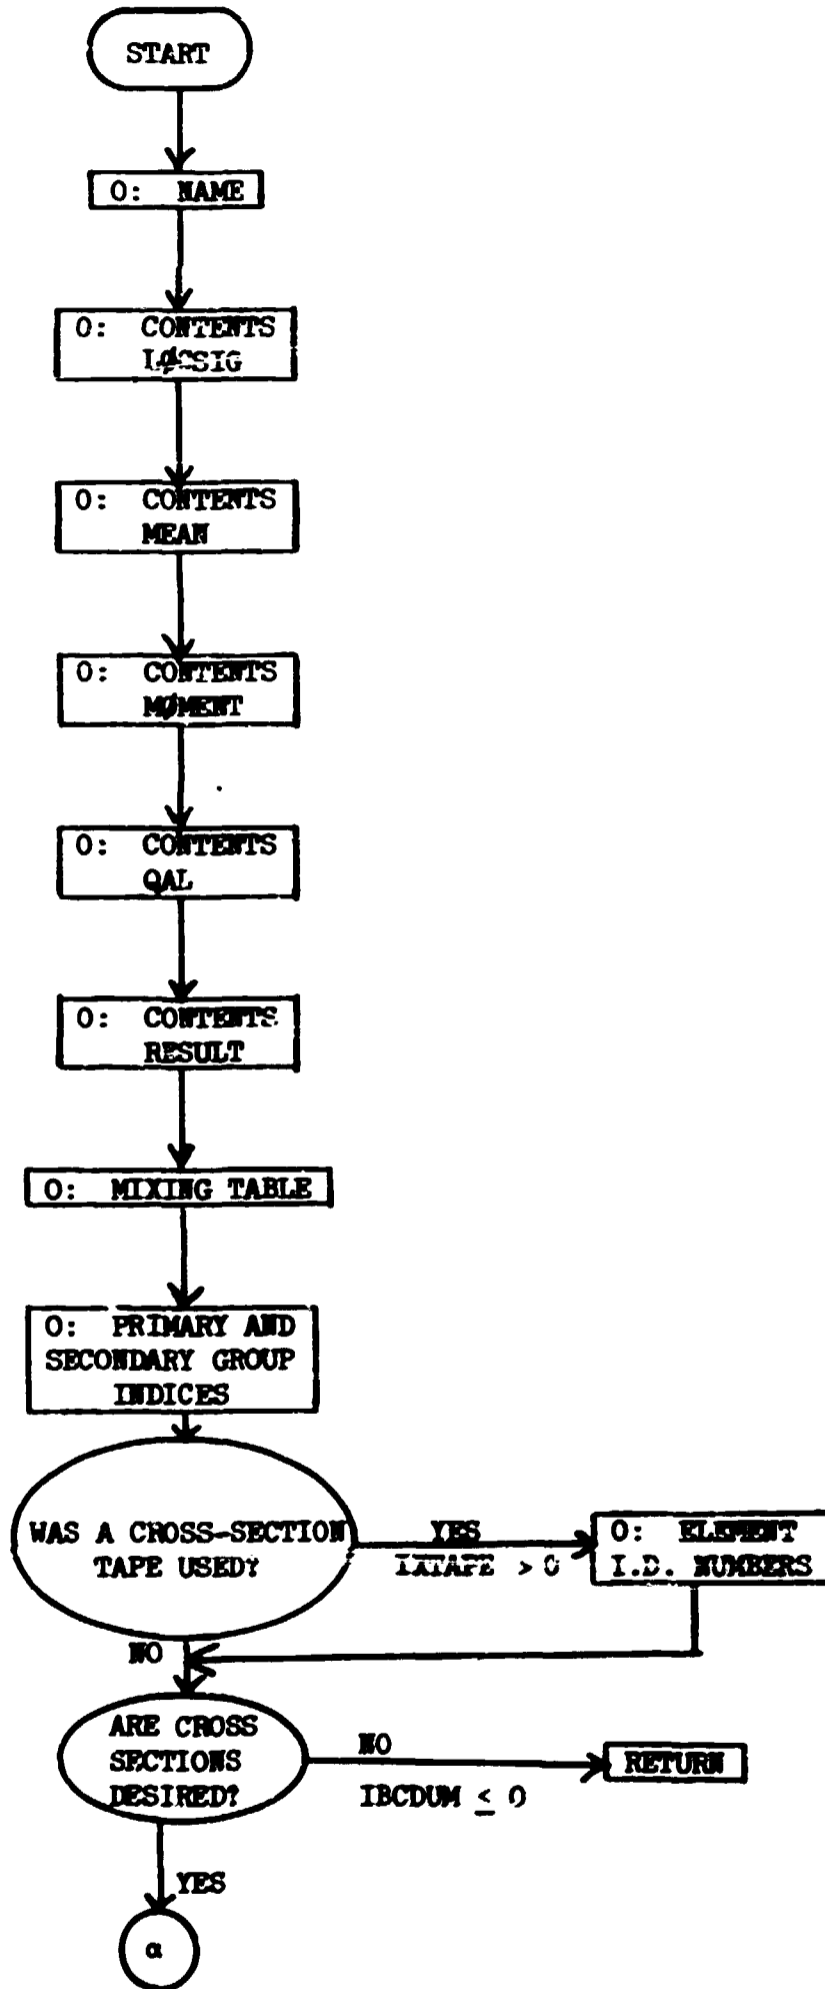 START
O: NAME
O: CONTENTS
LØCSIG
O: CONTENTS
MEAN
O: CONTENTS
MØMENT
O: CONTENTS
QAL
O: CONTENTS
RESULT
O: MIXING TABLE
O: PRIMARY AND
SECONDARY GROUP
INDICES
WAS A CROSS-SECTION
TAPE USED?
YES
IXTAPE > 0
O: ELEMENT
I.D. NUMBERS
NO
ARE CROSS
SECTIONS
DESIRED?
NO
IBCDUM ≤ 0
RETURN
YES
α